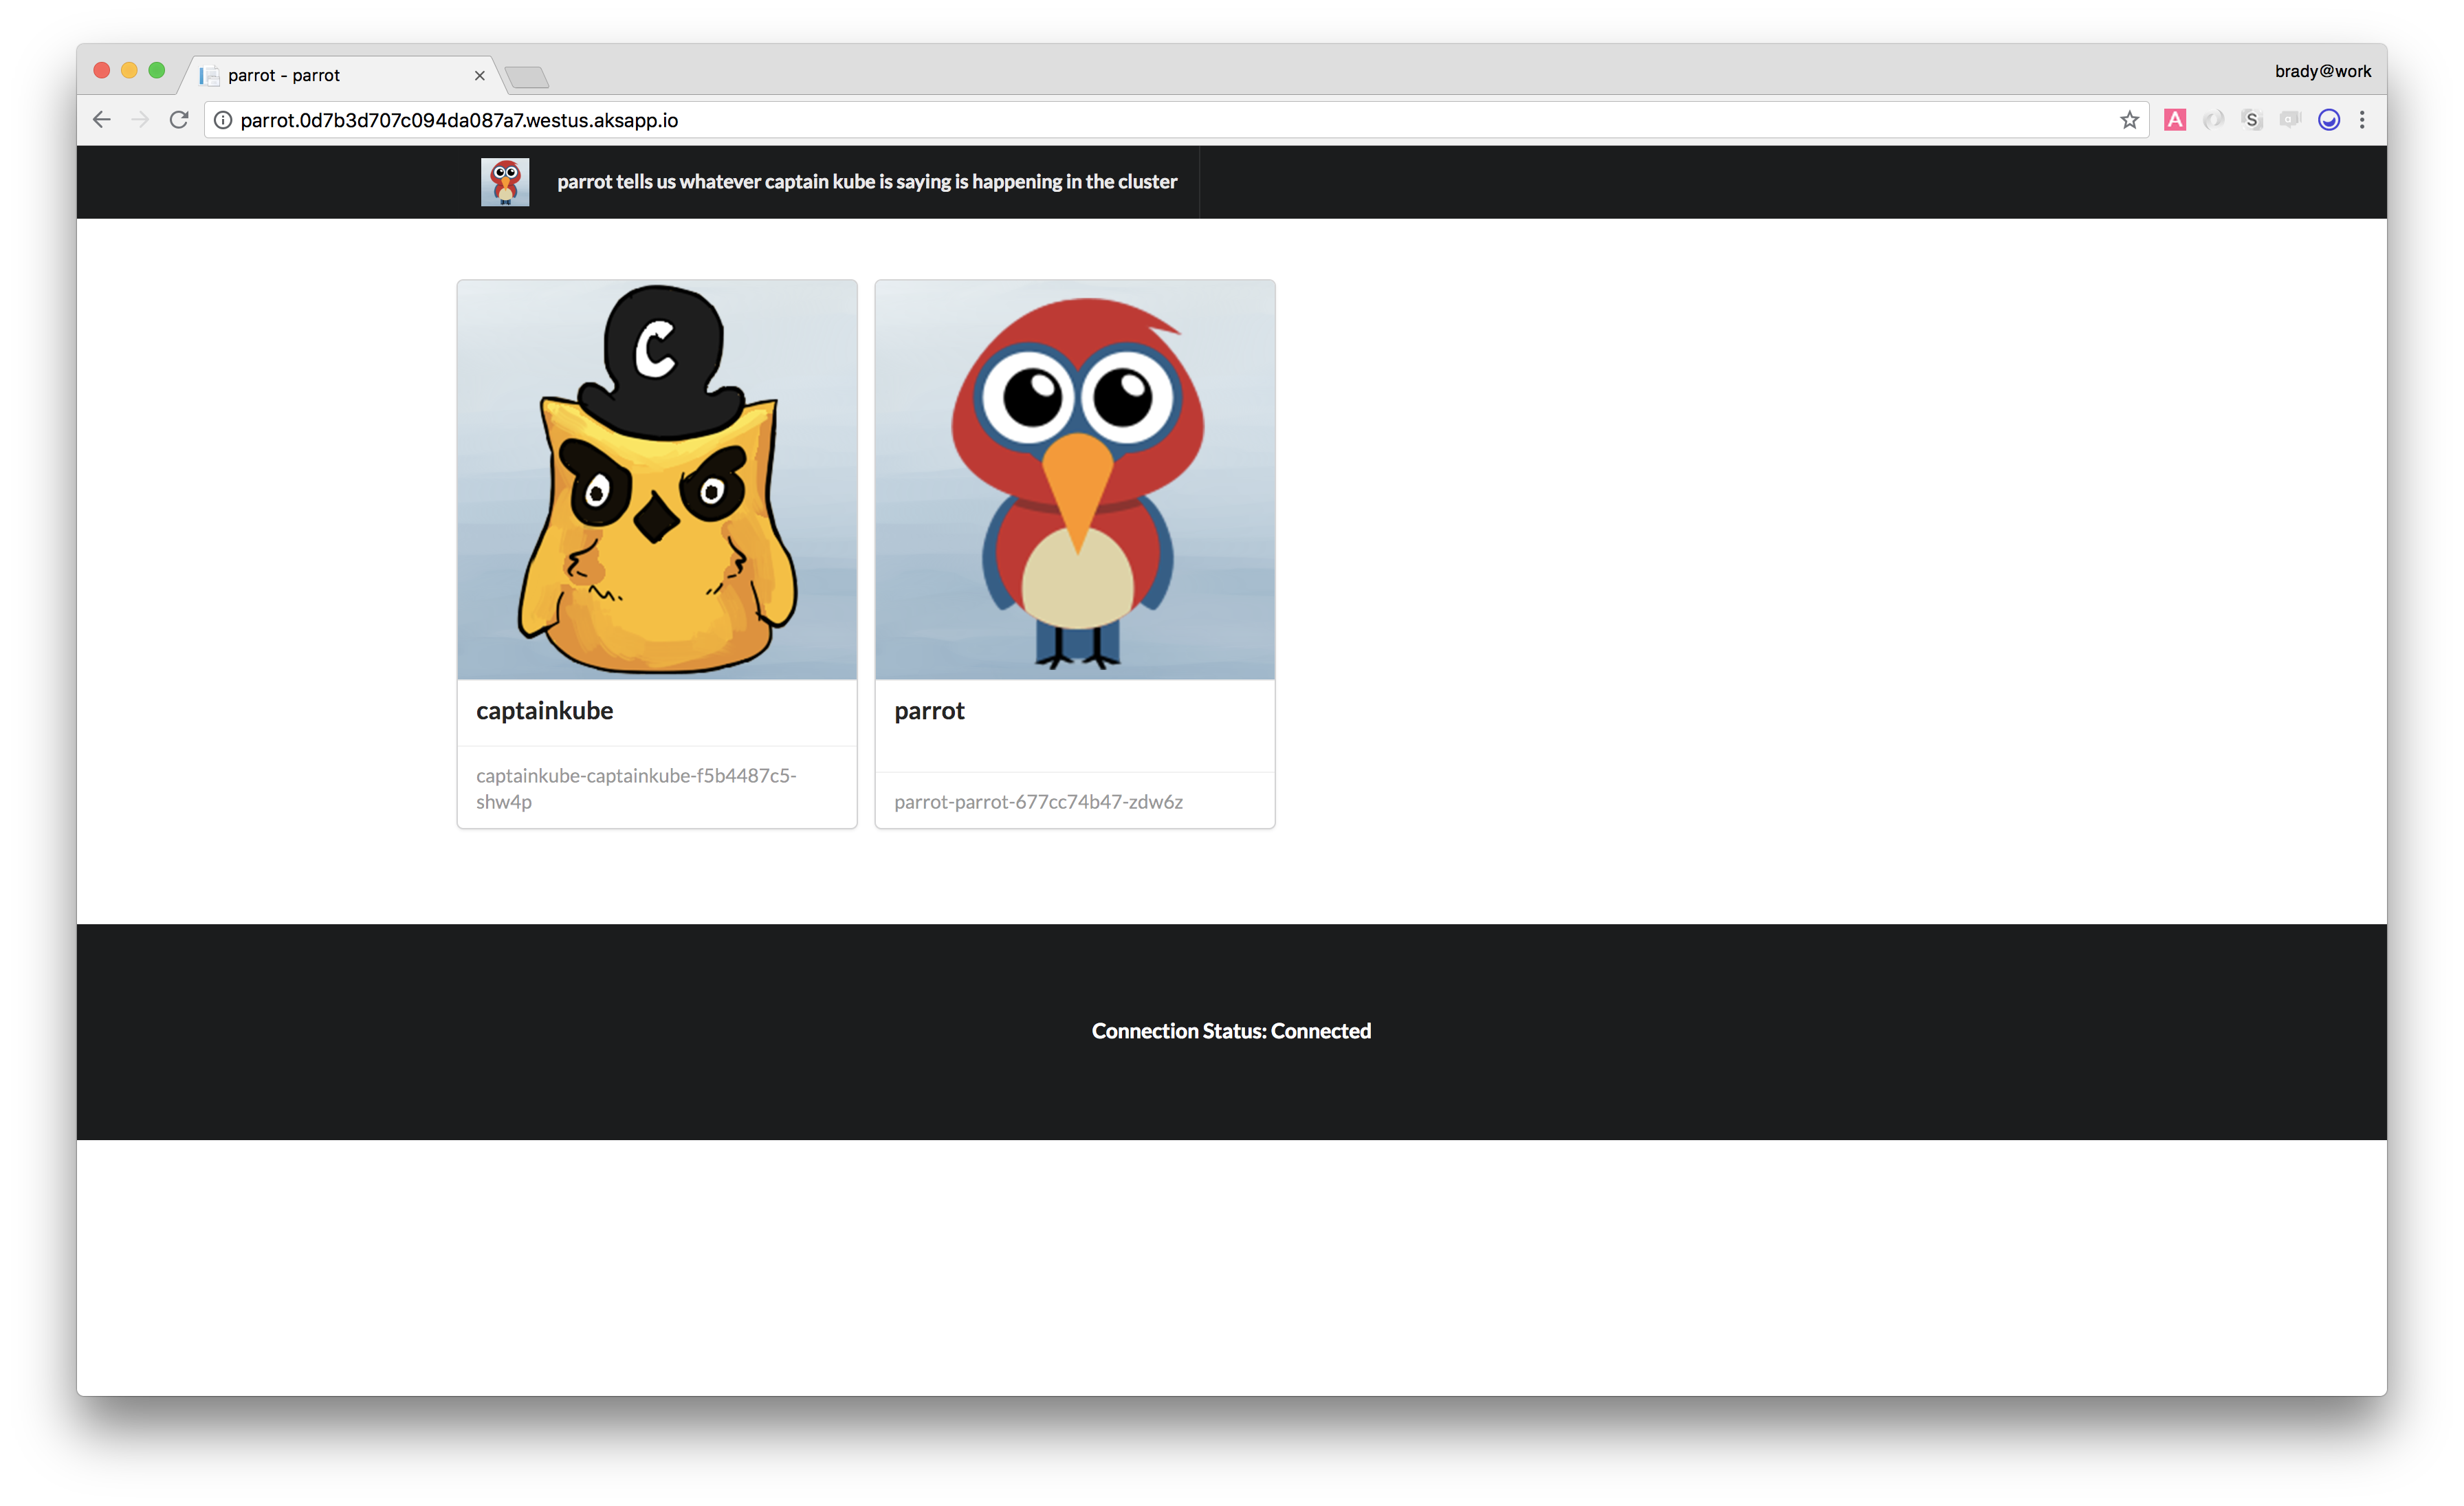 parrot - parrot
brady@work
parrot.0d7b3d707c094da087a7.westus.aksapp.io
A
S
a
parrot tells us whatever captain kube is saying is happening in the cluster
C
captainkube
captainkube-captainkube-f5b4487c5-
shw4p
parrot
parrot-parrot-677cc74b47-zdw6z
Connection Status: Connected